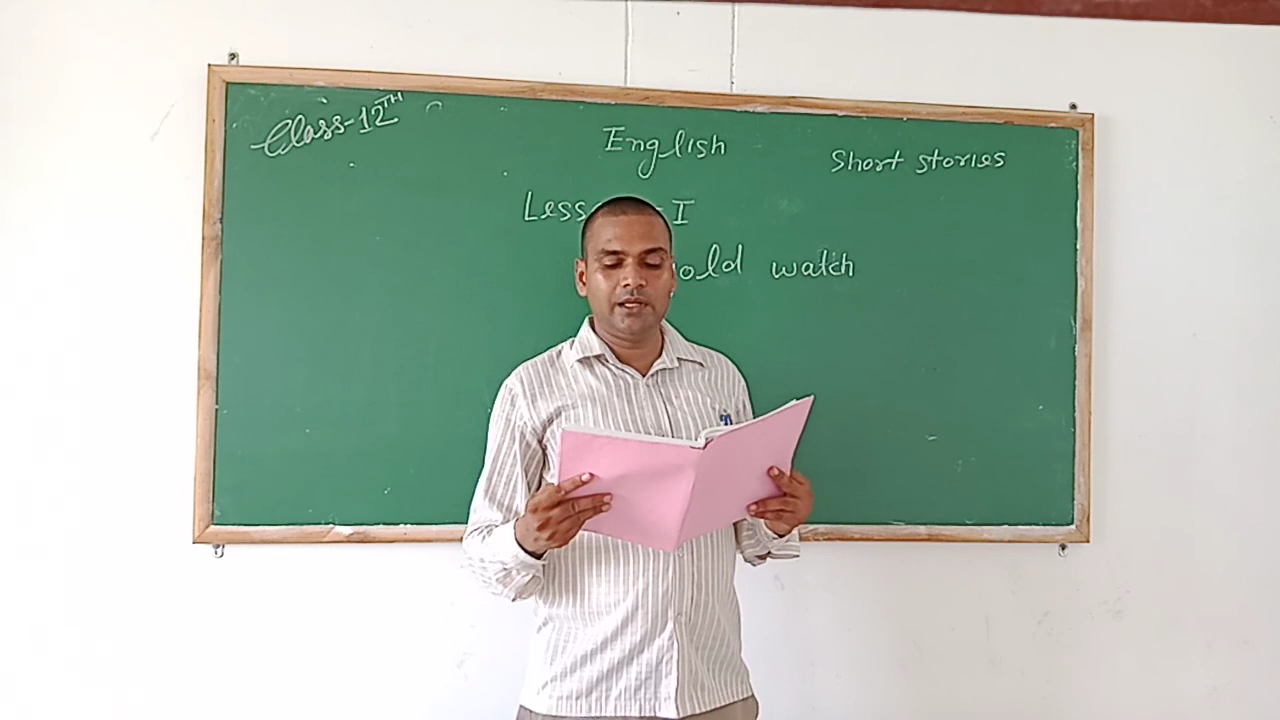 Class-12TH
English
Short stories
Less I
old watch